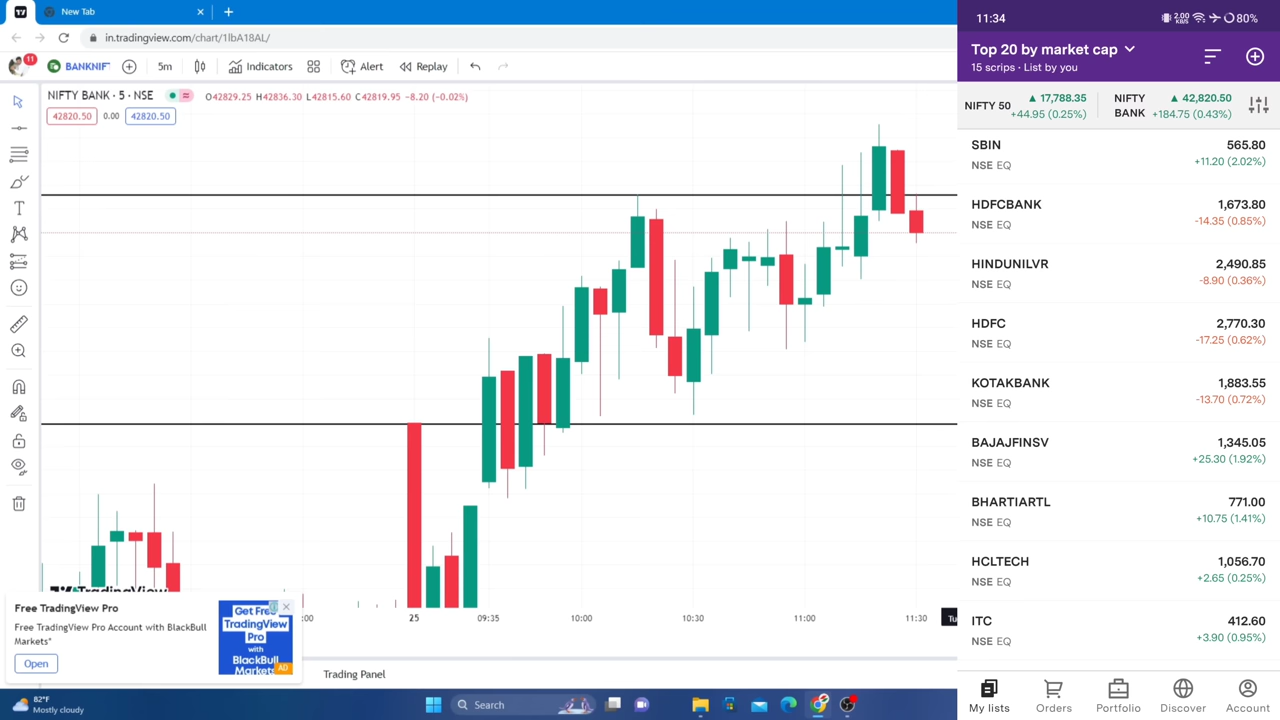 New Tab
in.tradingview.com/chart/1lbA18AL/
11
BANKNIF
5m
Indicators
Alert
Replay
NIFTY BANK · 5 · NSE
O42829.25 H42836.30 L42815.60 C42819.95 -8.20 (-0.02%)
42820.50
0.00
42820.50
25
09:35
10:00
10:30
11:00
11:30
Tu
TradingView
Free TradingView Pro
Free TradingView Pro Account with BlackBull
Markets*
Open
Get Free
TradingView
Pro
with
BlackBull
Markets
AD
Trading Panel
82°F
Mostly cloudy
Search
11:34
2.00
KB/S
80%
Top 20 by market cap
15 scrips · List by you
NIFTY 50
▲ 17,788.35
+44.95 (0.25%)
NIFTY
BANK
▲ 42,820.50
+184.75 (0.43%)
SBIN
565.80
NSE EQ
+11.20 (2.02%)
HDFCBANK
1,673.80
NSE EQ
-14.35 (0.85%)
HINDUNILVR
2,490.85
NSE EQ
-8.90 (0.36%)
HDFC
2,770.30
NSE EQ
-17.25 (0.62%)
KOTAKBANK
1,883.55
NSE EQ
-13.70 (0.72%)
BAJAJFINSV
1,345.05
NSE EQ
+25.30 (1.92%)
BHARTIARTL
771.00
NSE EQ
+10.75 (1.41%)
HCLTECH
1,056.70
NSE EQ
+2.65 (0.25%)
ITC
412.60
NSE EQ
+3.90 (0.95%)
My lists
Orders
Portfolio
Discover
Account